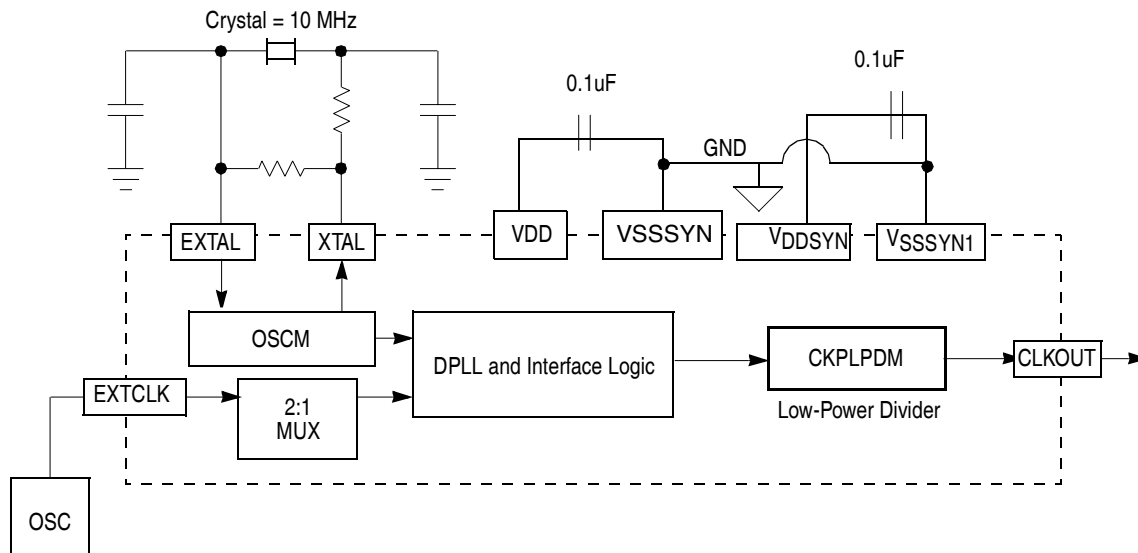 Crystal = 10 MHz
0.1uF
0.1uF
GND
EXTAL
XTAL
VDD
VSSSYN
VDDSYN
VSSSYN1
OSCM
DPLL and Interface Logic
CKPLPDM
CLKOUT
EXTCLK
2:1
MUX
Low-Power Divider
OSC